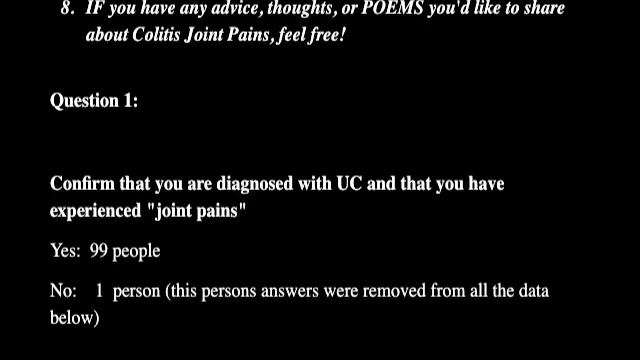 8. IF you have any advice, thoughts, or POEMS you'd like to share
about Colitis Joint Pains, feel free!
Question 1:
Confirm that you are diagnosed with UC and that you have
experienced "joint pains"
Yes: 99 people
No: 1 person (this persons answers were removed from all the data
below)